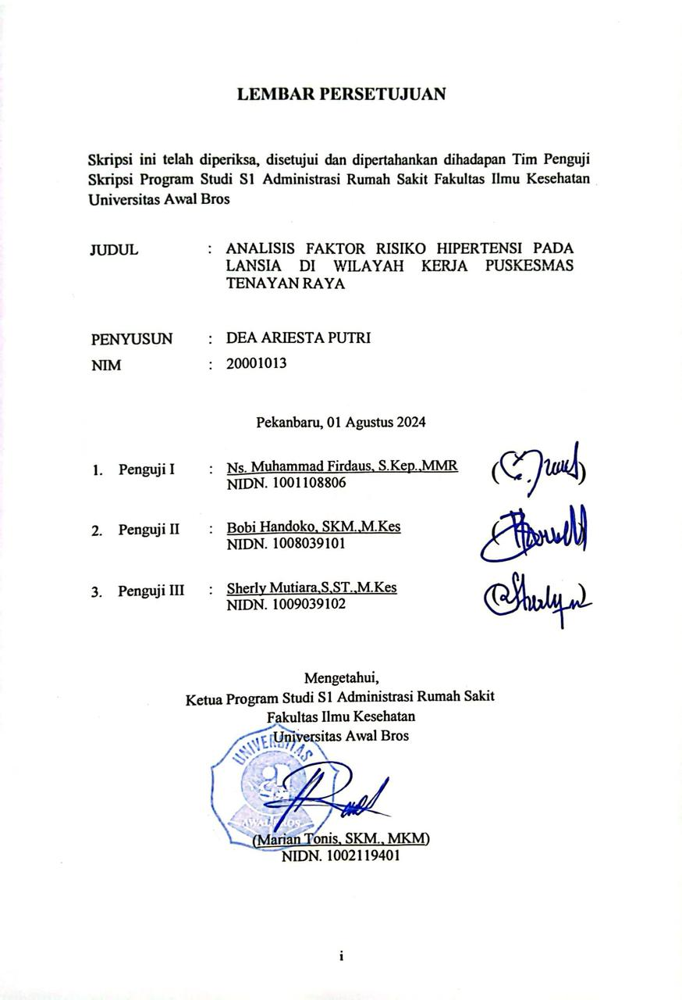 LEMBAR PERSETUJUAN
Skripsi ini telah diperiksa, disetujui dan dipertahankan dihadapan Tim Penguji
Skripsi Program Studi S1 Administrasi Rumah Sakit Fakultas Ilmu Kesehatan
Universitas Awal Bros
JUDUL : ANALISIS FAKTOR RISIKO HIPERTENSI PADA
LANSIA DI WILAYAH KERJA PUSKESMAS
TENAYAN RAYA
PENYUSUN : DEA ARIESTA PUTRI
NIM : 20001013
Pekanbaru, 01 Agustus 2024
1. Penguji I : Ns. Muhammad Firdaus, S.Kep.,MMR
NIDN. 1001108806
2. Penguji II : Bobi Handoko, SKM.,M.Kes
NIDN. 1008039101
3. Penguji III : Sherly Mutiara,S,ST.,M.Kes
NIDN. 1009039102
Mengetahui,
Ketua Program Studi S1 Administrasi Rumah Sakit
Fakultas Ilmu Kesehatan
Universitas Awal Bros
UNIVERSITAS
AWAL BROS
(Marian Tonis, SKM., MKM)
NIDN. 1002119401
i